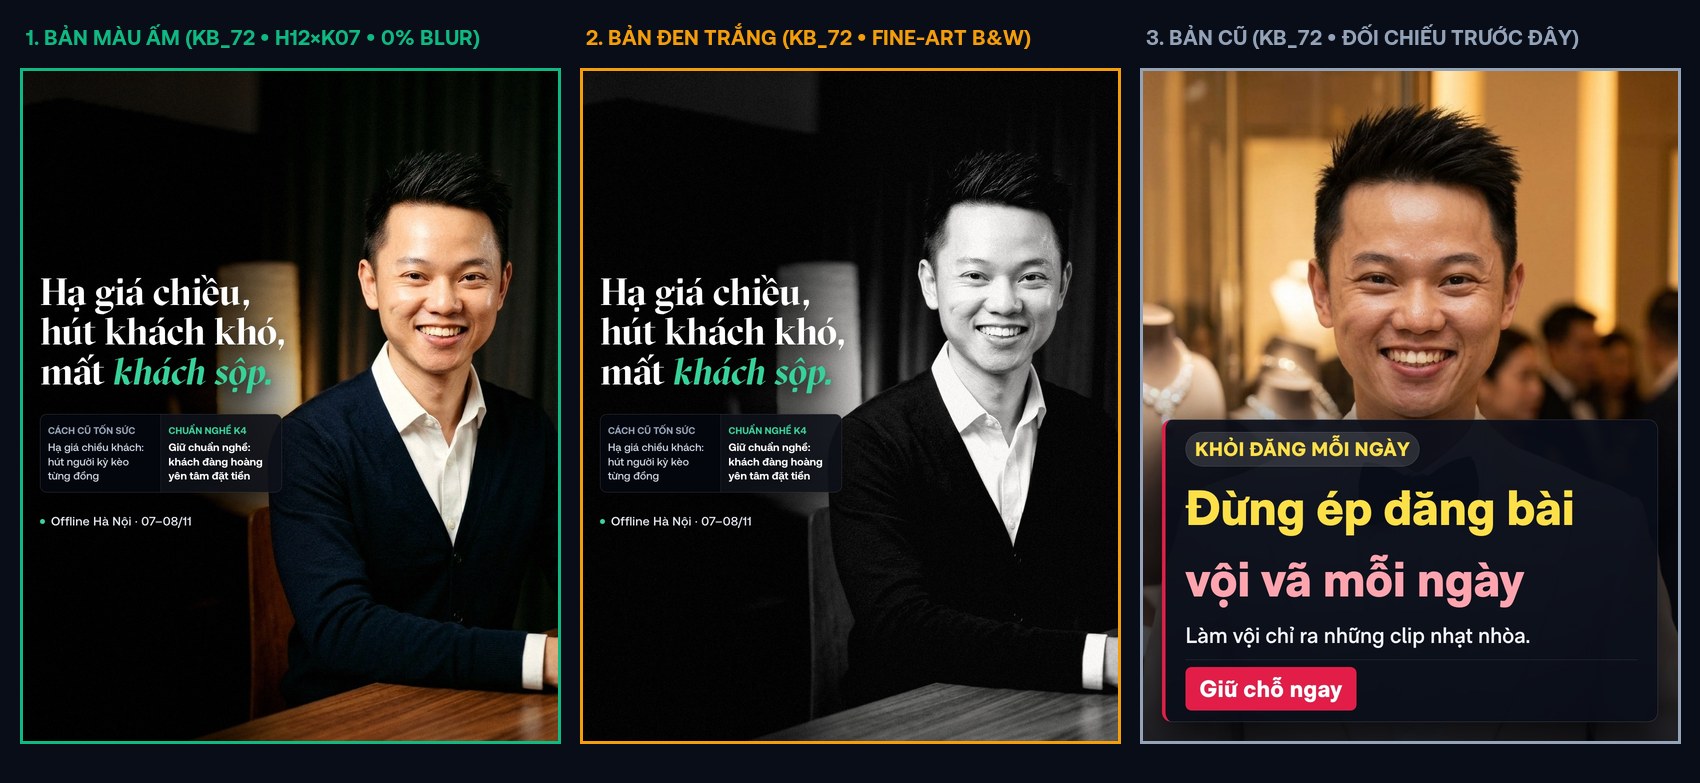 1. BẢN MÀU ẤM (KB_72 • H12×K07 • 0% BLUR)
Hạ giá chiều,
hút khách khó,
mất khách sộp.
CÁCH CŨ TỐN SỨC
Hạ giá chiều khách:
hút người kỳ kèo
từng đồng
CHUẨN NGHỀ K4
Giữ chuẩn nghề:
khách đàng hoàng
yên tâm đặt tiền
Offline Hà Nội · 07–08/11
2. BẢN ĐEN TRẮNG (KB_72 • FINE-ART B&W)
Hạ giá chiều,
hút khách khó,
mất khách sộp.
CÁCH CŨ TỐN SỨC
Hạ giá chiều khách:
hút người kỳ kèo
từng đồng
CHUẨN NGHỀ K4
Giữ chuẩn nghề:
khách đàng hoàng
yên tâm đặt tiền
Offline Hà Nội · 07–08/11
3. BẢN CŨ (KB_72 • ĐỐI CHIẾU TRƯỚC ĐÂY)
KHỎI ĐĂNG MỖI NGÀY
Đừng ép đăng bài
vội vã mỗi ngày
Làm vội chỉ ra những clip nhạt nhòa.
Giữ chỗ ngay